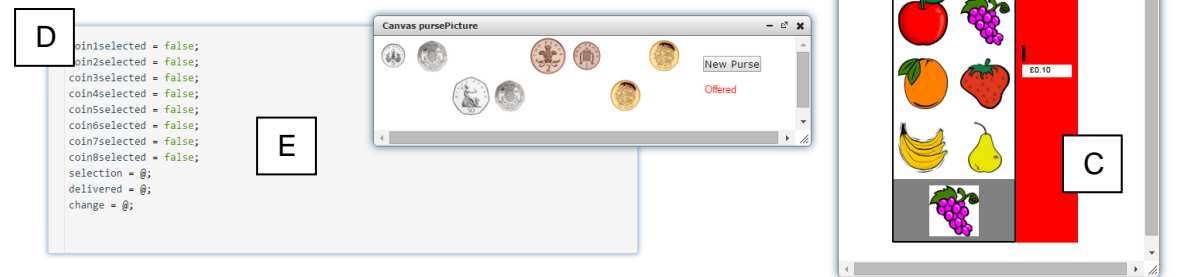 D
coin1selected = false;
coin2selected = false;
coin3selected = false;
coin4selected = false;
coin5selected = false;
coin6selected = false;
coin7selected = false;
coin8selected = false;
selection = @;
delivered = @;
change = @;
E
Canvas pursePicture
New Purse
Offered
£0.10
C